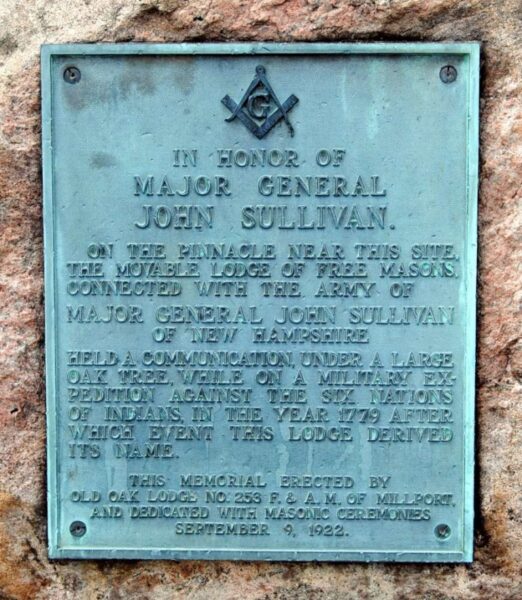 G
IN HONOR OF
MAJOR GENERAL
JOHN SULLIVAN.
ON THE PINNACLE NEAR THIS SITE,
THE MOVABLE LODGE OF FREE MASONS,
CONNECTED WITH THE ARMY OF
MAJOR GENERAL JOHN SULLIVAN
OF NEW HAMPSHIRE
HELD A COMMUNICATION, UNDER A LARGE
OAK TREE, WHILE ON A MILITARY EX-
PEDITION AGAINST THE SIX NATIONS
OF INDIANS, IN THE YEAR 1779 AFTER
WHICH EVENT THIS LODGE DERIVED
ITS NAME.
THIS MEMORIAL ERECTED BY
OLD OAK LODGE NO. 253 F. & A. M. OF MILLPORT,
AND DEDICATED WITH MASONIC CEREMONIES
SEPTEMBER 9, 1922.